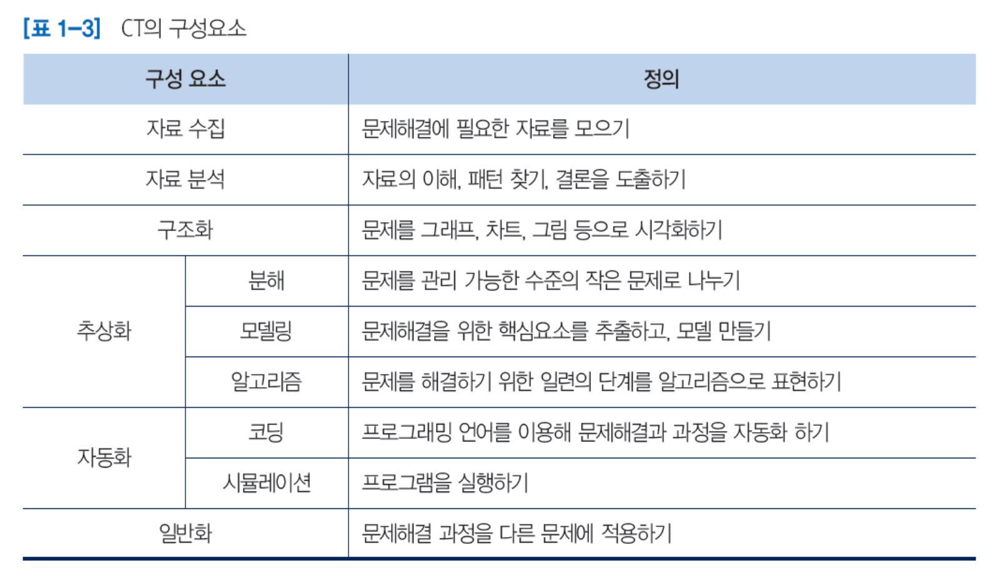 [표 1-3] CT의 구성요소
구성 요소 정의
자료 수집 문제해결에 필요한 자료를 모으기
자료 분석 자료의 이해, 패턴 찾기, 결론을 도출하기
구조화 문제를 그래프, 차트, 그림 등으로 시각화하기
추상화
분해 문제를 관리 가능한 수준의 작은 문제로 나누기
모델링 문제해결을 위한 핵심요소를 추출하고, 모델 만들기
알고리즘 문제를 해결하기 위한 일련의 단계를 알고리즘으로 표현하기
자동화
코딩 프로그래밍 언어를 이용해 문제해결과 과정을 자동화 하기
시뮬레이션 프로그램을 실행하기
일반화 문제해결 과정을 다른 문제에 적용하기